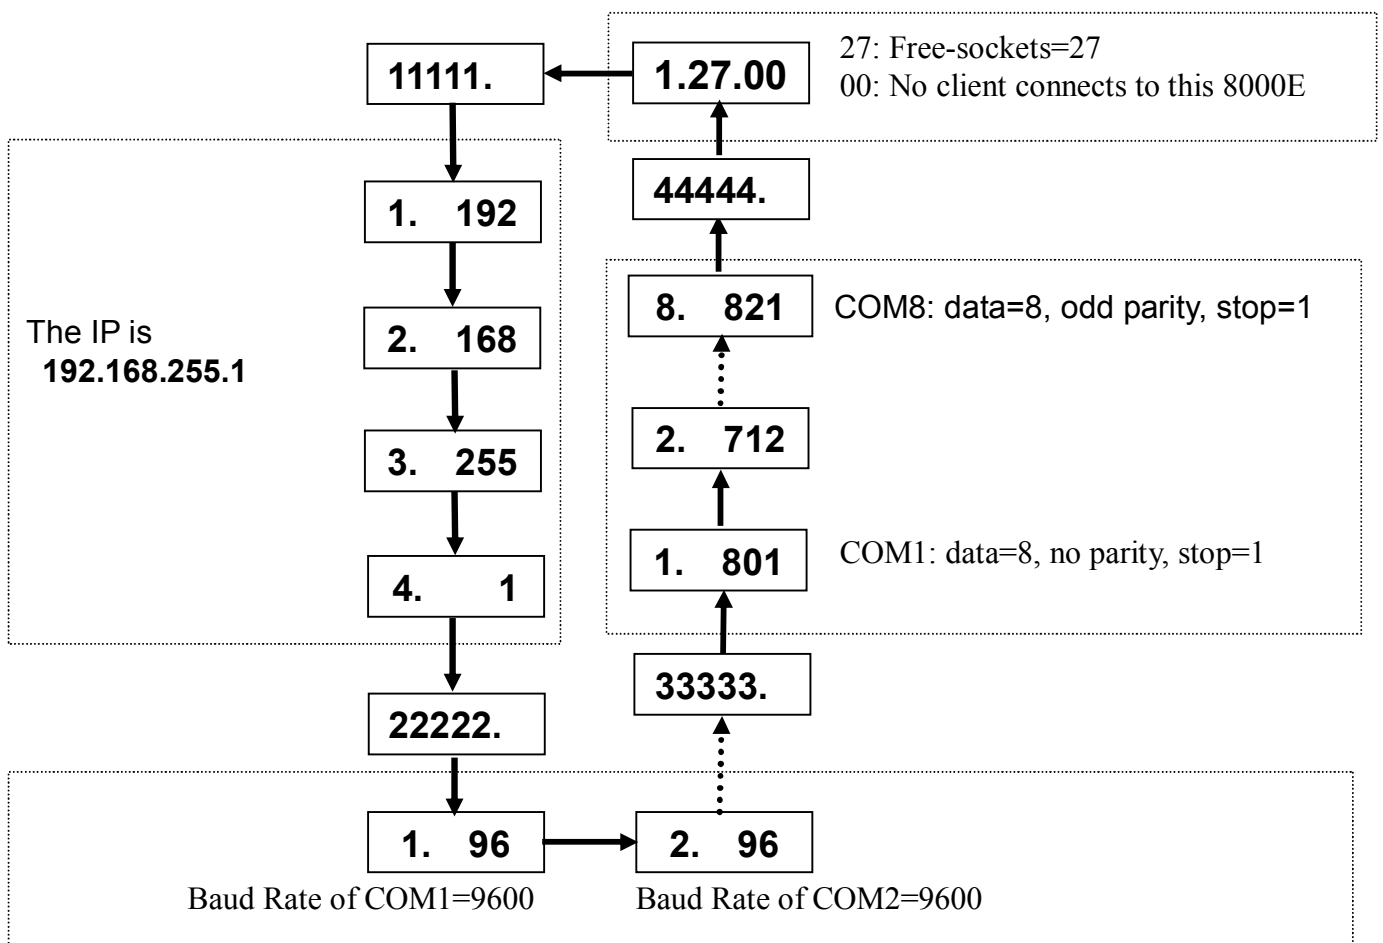 11111.
1.27.00
27: Free-sockets=27
00: No client connects to this 8000E
1. 192
44444.
8. 821
COM8: data=8, odd parity, stop=1
The IP is
192.168.255.1
2. 168
2. 712
3. 255
1. 801
COM1: data=8, no parity, stop=1
4. 1
33333.
22222.
1. 96
2. 96
Baud Rate of COM1=9600
Baud Rate of COM2=9600